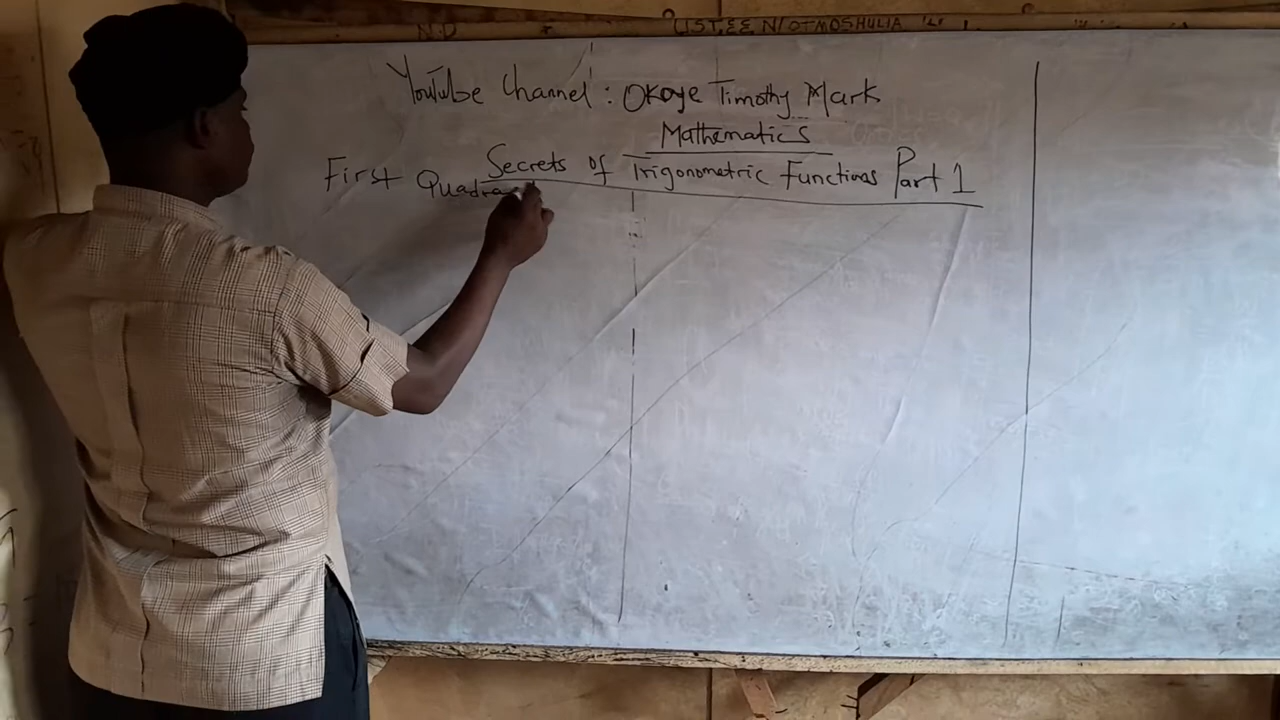 YouTube Channel: Okoye Timothy Mark
Mathematics
Secrets of Trigonometric Functions Part 1
First